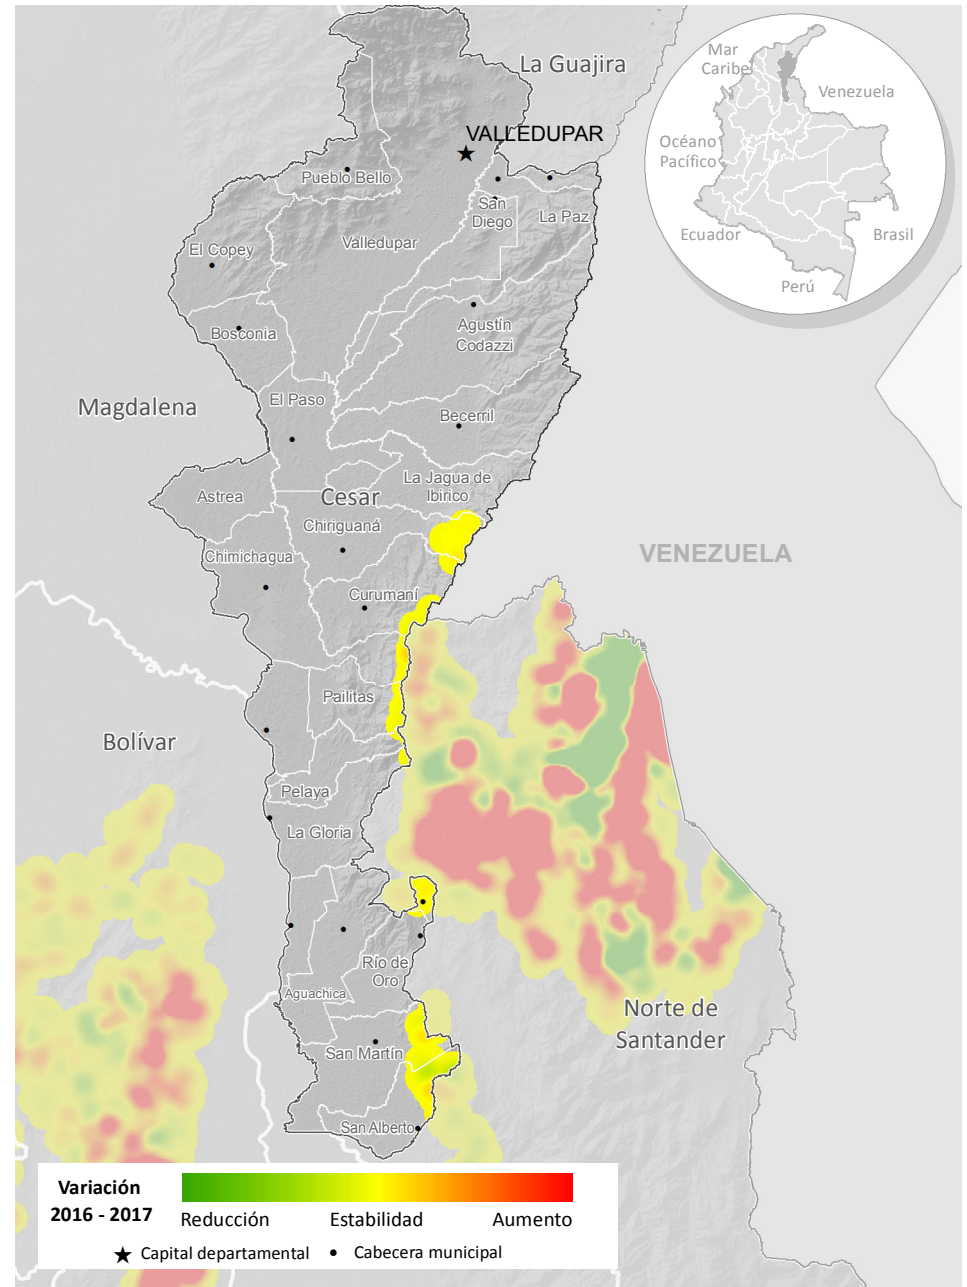 La Guajira
VALLEDUPAR
Pueblo Bello
San
Diego
La Paz
Valledupar
El Copey
Bosconia
Agustín
Codazzi
Magdalena
El Paso
Becerril
La Jagua de
Ibirico
Astrea
Cesar
Chiriguaná
Chimichagua
Curumaní
VENEZUELA
Pailitas
Bolívar
Pelaya
La Gloria
Río de
Oro
Aguachica
Norte de
Santander
San Martín
San Alberto
Mar
Caribe
Venezuela
Océano
Pacífico
Ecuador
Brasil
Perú
Variación
2016 - 2017
Reducción
Estabilidad
Aumento
Capital departamental
Cabecera municipal